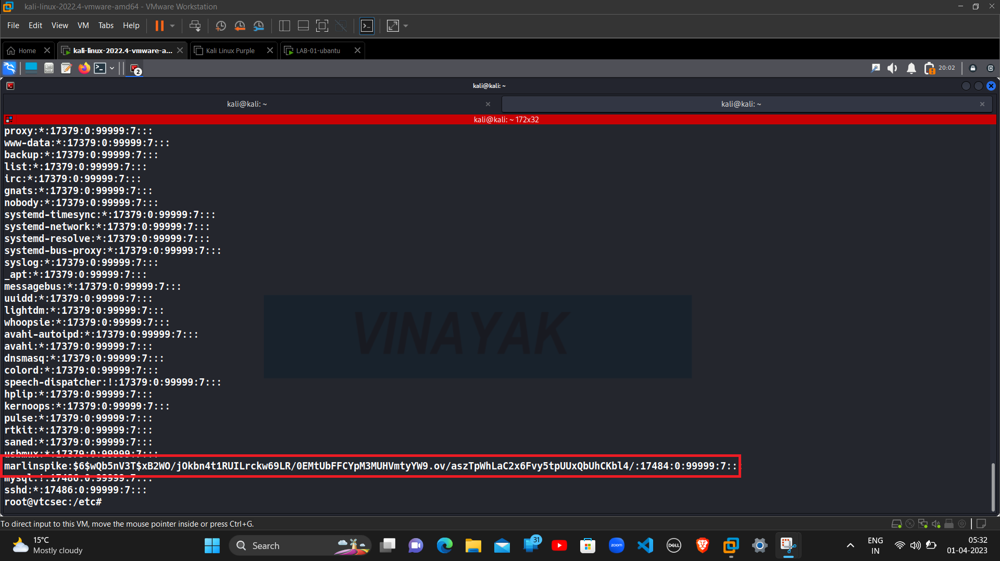 kali-linux-2022.4-vmware-amd64 - VMware Workstation
File Edit View VM Tabs Help
Home kali-linux-2022.4-vmware-a... Kali Linux Purple LAB-01-ubantu
2 20:02
kali@kali: ~
kali@kali: ~ kali@kali: ~
kali@kali: ~ 172x32
proxy:*:17379:0:99999:7:::
www-data:*:17379:0:99999:7:::
backup:*:17379:0:99999:7:::
list:*:17379:0:99999:7:::
irc:*:17379:0:99999:7:::
gnats:*:17379:0:99999:7:::
nobody:*:17379:0:99999:7:::
systemd-timesync:*:17379:0:99999:7:::
systemd-network:*:17379:0:99999:7:::
systemd-resolve:*:17379:0:99999:7:::
systemd-bus-proxy:*:17379:0:99999:7:::
syslog:*:17379:0:99999:7:::
_apt:*:17379:0:99999:7:::
messagebus:*:17379:0:99999:7:::
uuidd:*:17379:0:99999:7:::
lightdm:*:17379:0:99999:7:::
whoopsie:*:17379:0:99999:7:::
avahi-autoipd:*:17379:0:99999:7:::
avahi:*:17379:0:99999:7:::
dnsmasq:*:17379:0:99999:7:::
colord:*:17379:0:99999:7:::
speech-dispatcher:!:17379:0:99999:7:::
hplip:*:17379:0:99999:7:::
kernoops:*:17379:0:99999:7:::
pulse:*:17379:0:99999:7:::
rtkit:*:17379:0:99999:7:::
saned:*:17379:0:99999:7:::
usbmux:*:17379:0:99999:7:::
marlinspike:$6$wQb5nV3T$xB2WO/jOkbn4t1RUILrckw69LR/0EMtUbFFCYpM3MUHVmtyYW9.ov/aszTpWhLaC2x6Fvy5tpUUxQbUhCKbl4/:17484:0:99999:7::
mysql:!:17486:0:99999:7:::
sshd:*:17486:0:99999:7:::
root@vtcsec:/etc#
VINAYAK
To direct input to this VM, move the mouse pointer inside or press Ctrl+G.
15°C
Mostly cloudy
Search
31
zoom
DELL
ENG
IN
05:32
01-04-2023